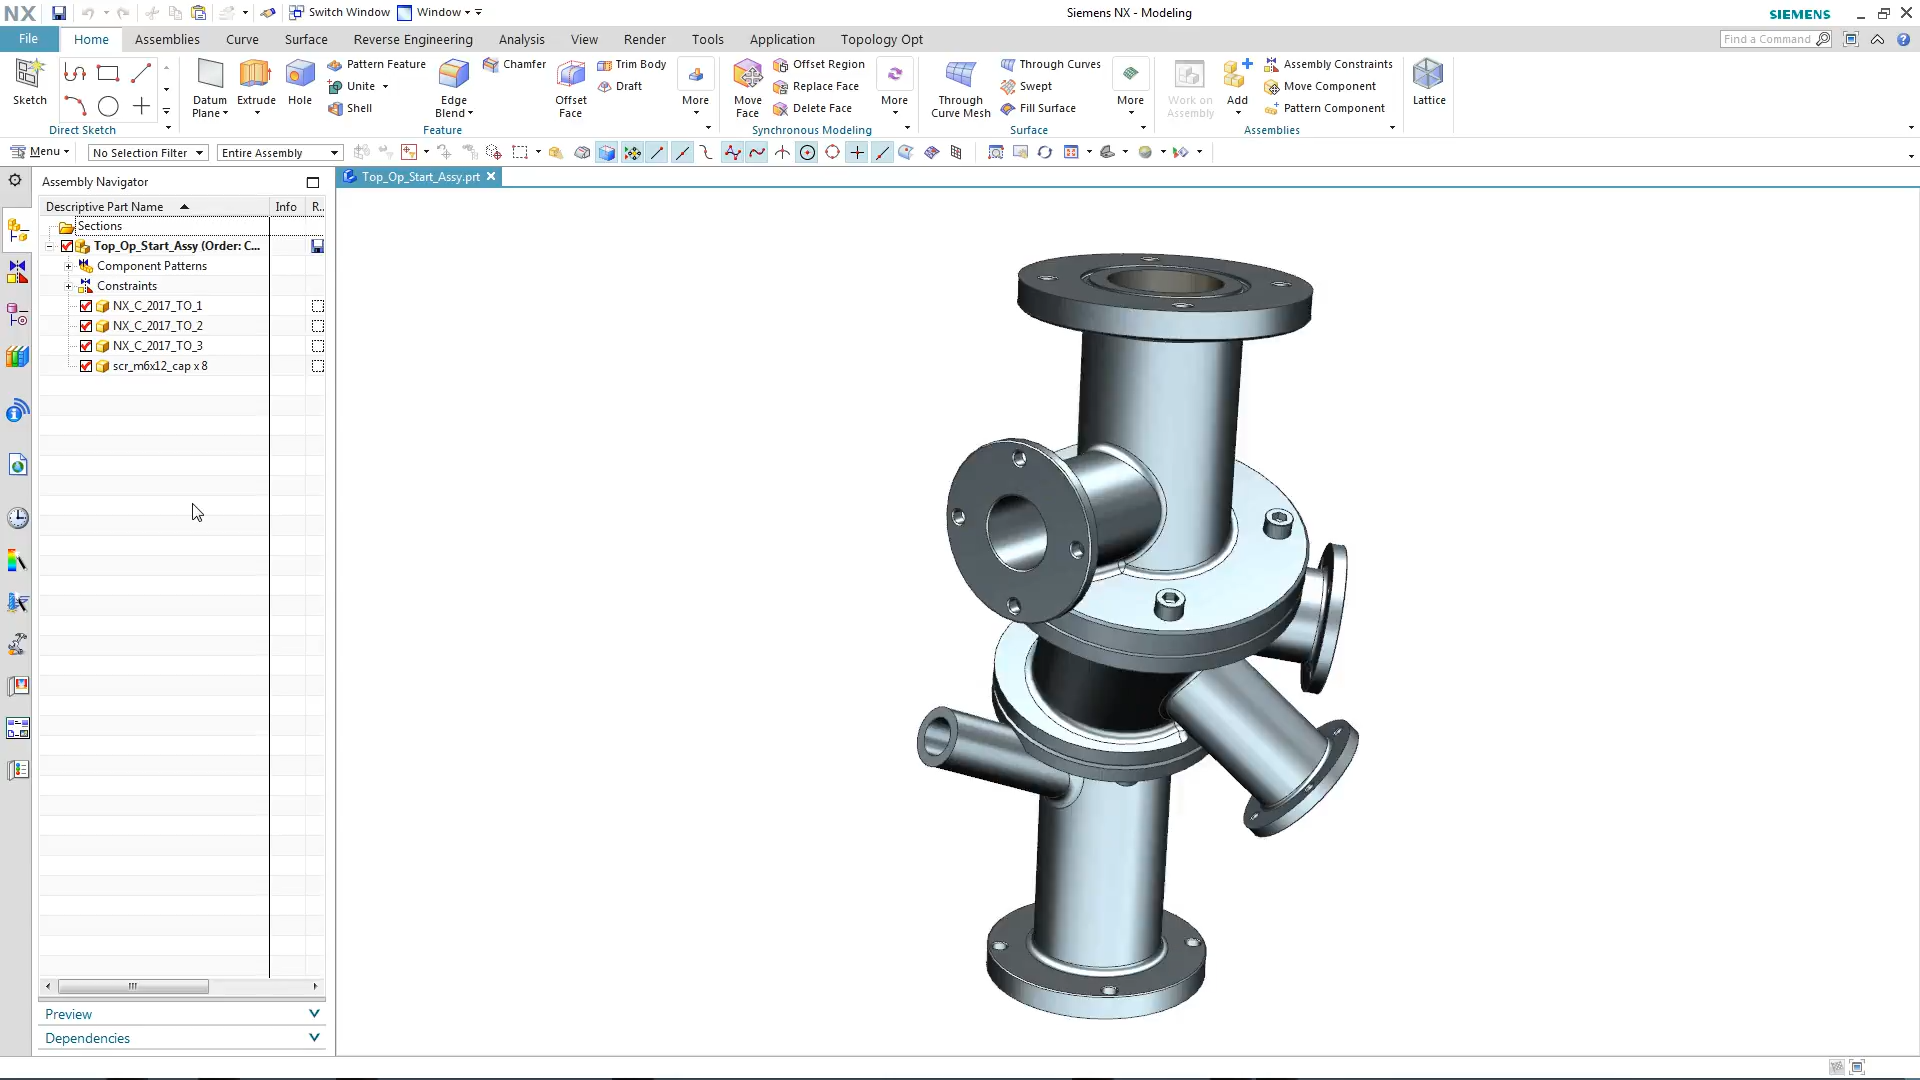 NX Switch Window Window Siemens NX - Modeling SIEMENS
File Home Assemblies Curve Surface Reverse Engineering Analysis View Render Tools Application Topology Opt Find a Command
Sketch
Direct Sketch
Datum Plane
Extrude
Hole
Pattern Feature
Unite
Shell
Edge Blend
Chamfer
Offset Face
Trim Body
Draft
More
Feature
Move Face
Offset Region
Replace Face
Delete Face
More
Synchronous Modeling
Through Curve Mesh
Through Curves
Swept
Fill Surface
More
Surface
Work on Assembly
Add
Assembly Constraints
Move Component
Pattern Component
Assemblies
Lattice
Menu No Selection Filter Entire Assembly
Assembly Navigator
Top_Op_Start_Assy.prt
Descriptive Part Name Info R..
Sections
Top_Op_Start_Assy (Order: C...
Component Patterns
Constraints
NX_C_2017_TO_1
NX_C_2017_TO_2
NX_C_2017_TO_3
scr_m6x12_cap x 8
Preview
Dependencies